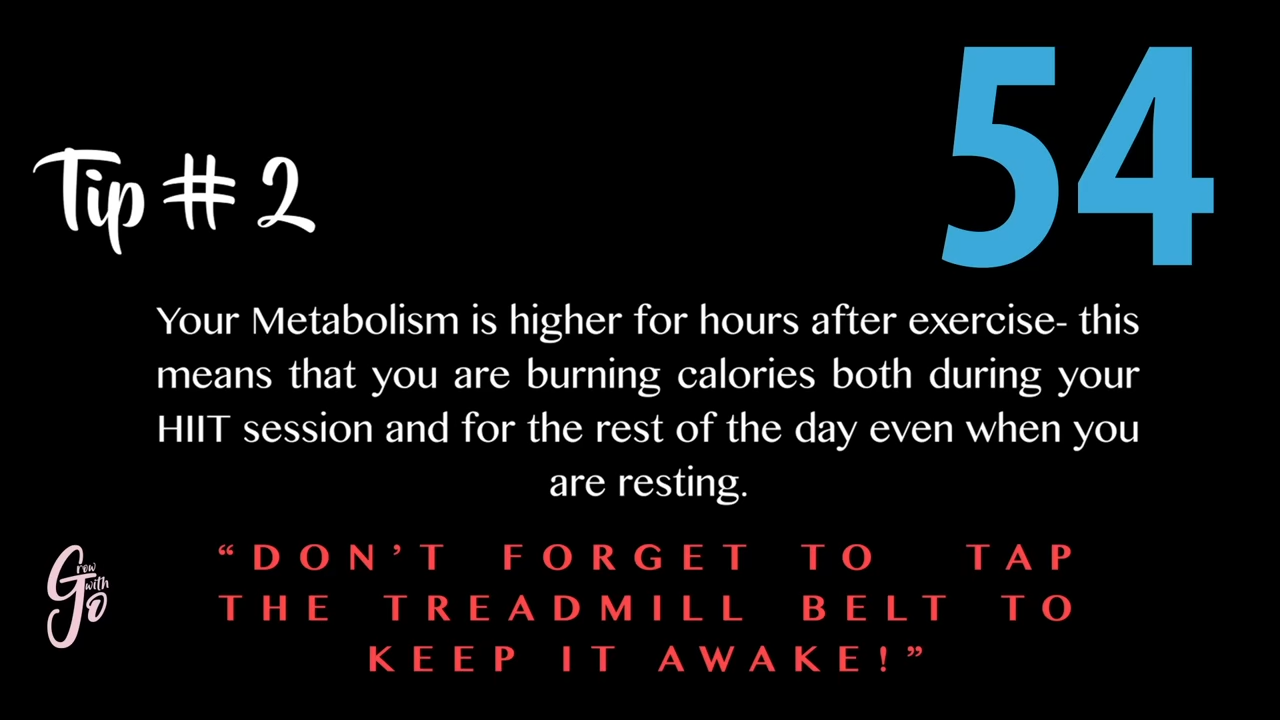 54
Tip # 2
Your Metabolism is higher for hours after exercise- this
means that you are burning calories both during your
HIIT session and for the rest of the day even when you
are resting.
“DON’T FORGET TO TAP
THE TREADMILL BELT TO
KEEP IT AWAKE!”
Grow
with
Jo